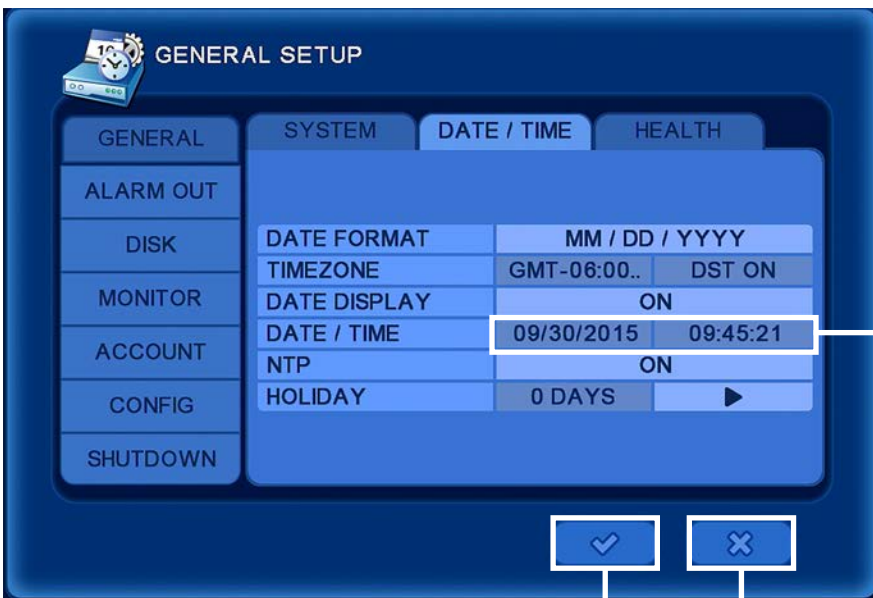 GENERAL SETUP
SYSTEM DATE / TIME HEALTH
GENERAL
ALARM OUT
DISK
MONITOR
ACCOUNT
CONFIG
SHUTDOWN
DATE FORMAT MM / DD / YYYY
TIMEZONE GMT-06:00.. DST ON
DATE DISPLAY ON
DATE / TIME 09/30/2015 09:45:21
NTP ON
HOLIDAY 0 DAYS